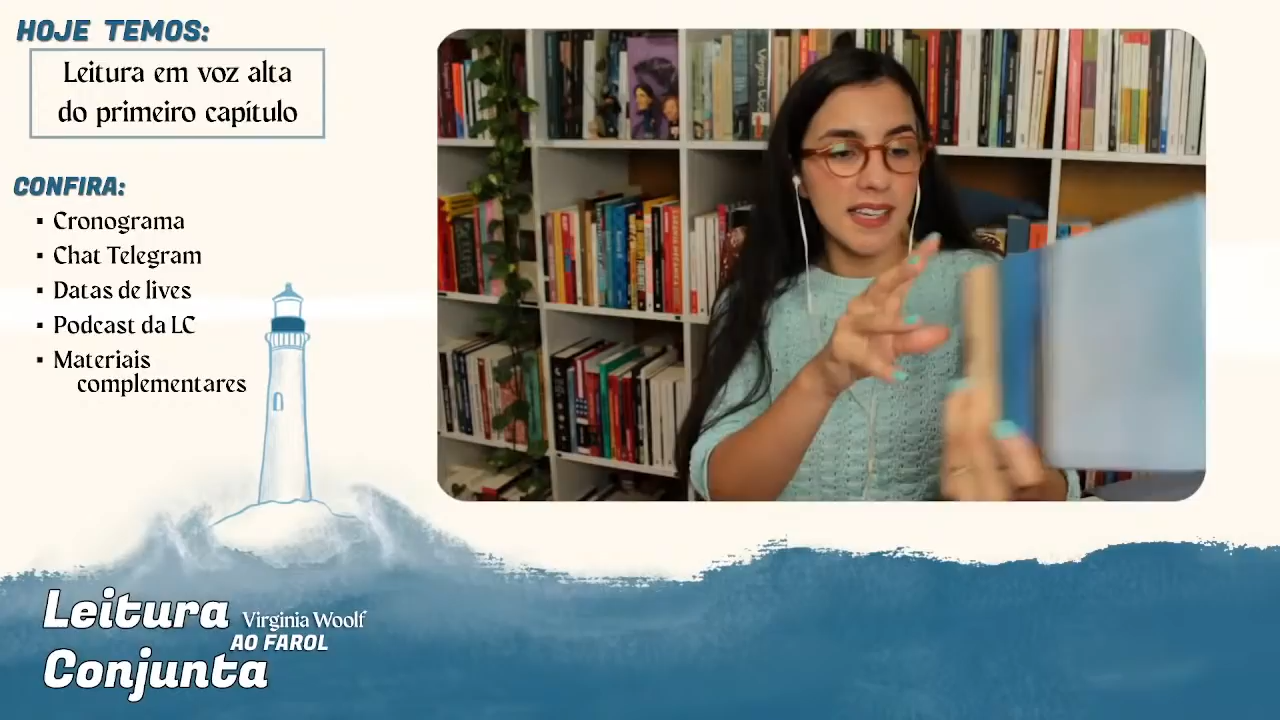 HOJE TEMOS:
Leitura em voz alta
do primeiro capítulo
CONFIRA:
▪ Cronograma
▪ Chat Telegram
▪ Datas de lives
▪ Podcast da LC
▪ Materiais
complementares
Leitura Virginia Woolf
AO FAROL
Conjunta